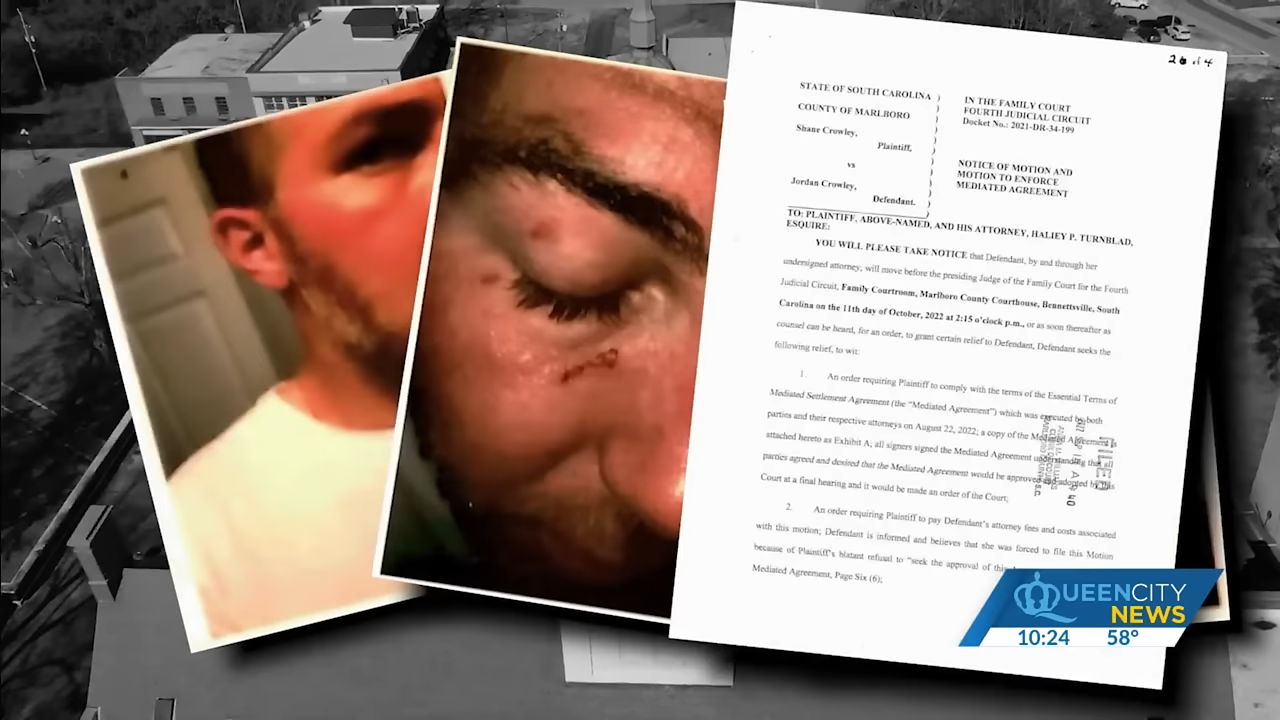 26 of 4
STATE OF SOUTH CAROLINA )
COUNTY OF MARLBORO
Shane Crowley,
Plaintiff,
vs
Jordan Crowley,
Defendant.
IN THE FAMILY COURT
FOURTH JUDICIAL CIRCUIT
Docket No.: 2021-DR-34-199
NOTICE OF MOTION AND
MOTION TO ENFORCE
MEDIATED AGREEMENT
TO: PLAINTIFF, ABOVE-NAMED, AND HIS ATTORNEY, HALIEY P. TURNBLAD,
ESQUIRE:
YOU WILL PLEASE TAKE NOTICE that Defendant, by and through her
undersigned attorney, will move before the presiding Judge of the Family Court for the Fourth
Judicial Circuit, Family Courtroom, Marlboro County Courthouse, Bennettsville, South
Carolina on the 11th day of October, 2022 at 2:15 o'clock p.m., or as soon thereafter as
counsel can be heard, for an order, to grant certain relief to Defendant, Defendant seeks the
following relief, to wit:
1. An order requiring Plaintiff to comply with the terms of the Essential Terms of
Mediated Settlement Agreement (the "Mediated Agreement") which was executed by both
parties and their respective attorneys on August 22, 2022; a copy of the Mediated Agreement is
attached hereto as Exhibit A; all signers signed the Mediated Agreement understanding that all
parties agreed and desired that the Mediated Agreement would be approved and adopted by this
Court at a final hearing and it would be made an order of the Court;
2. An order requiring Plaintiff to pay Defendant's attorney fees and costs associated
with this motion; Defendant is informed and believes that she was forced to file this Motion
because of Plaintiff's blatant refusal to "seek the approval of this
Mediated Agreement, Page Six (6);
FILED
QUEEN CITY
NEWS
10:24 58°